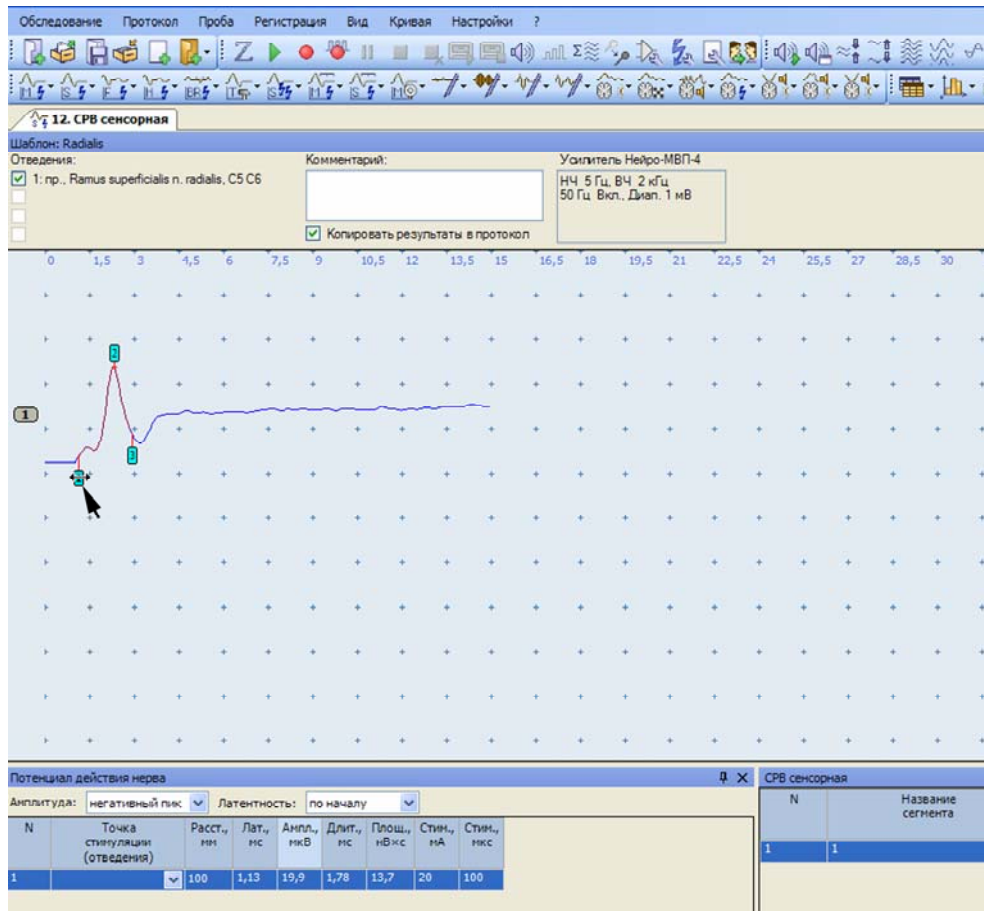 Обследование Протокол Проба Регистрация Вид Кривая Настройки ?
12. СРВ сенсорная
Шаблон: Radialis
Отведения: Комментарий: Усилитель Нейро-МВП-4
1: пр., Ramus superficialis n. radialis, C5 C6
НЧ 5 Гц, ВЧ 2 кГц
50 Гц Вкл., Диап. 1 мВ
Копировать результаты в протокол
0 1,5 3 4,5 6 7,5 9 10,5 12 13,5 15 16,5 18 19,5 21 22,5 24 25,5 27 28,5 30
2
1
3
Потенциал действия нерва
СРВ сенсорная
Амплитуда: негативный пик Латентность: по началу
N Точка стимуляции (отведения) Расст., мм Лат., мс Ампл., мкВ Длит., мс Площ., нВ×с Стим., мА Стим., мкс
1 100 1,13 19,9 1,78 13,7 20 100
N Название сегмента
1 1